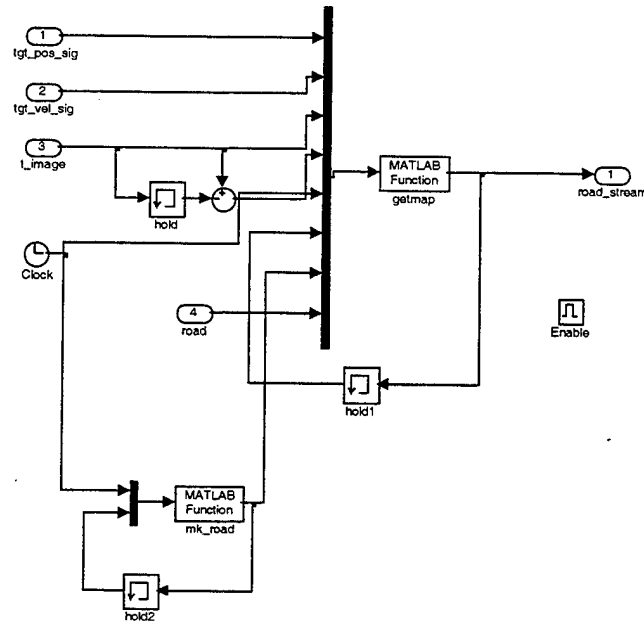 1
tgt_pos_sig
2
tgt_vel_sig
3
t_image
hold
+
-
MATLAB
Function
getmap
1
road_stream
Clock
4
road
Enable
hold1
MATLAB
Function
mk_road
hold2